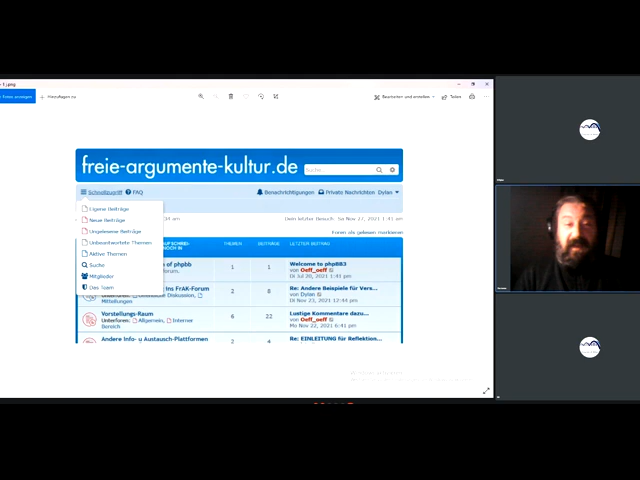 Hinzufügen zu
Bearbeiten und erstellen
Teilen
freie-argumente-kultur.de
Suche...
Schnellzugriff
FAQ
Benachrichtigungen
Private Nachrichten
Dylan
Eigene Beiträge
Neue Beiträge
Ungelesene Beiträge
Unbeantwortete Themen
Aktive Themen
Suche
Mitglieder
Das Team
Dein letzter Besuch: Sa Nov 27, 2021 1:41 am
Foren als gelesen markieren
THEMEN
BEITRÄGE
LETZTER BEITRAG
of phpbb
Forum.
1
1
Welcome to phpBB3
von Oeff_oeff
Di Jul 20, 2021 1:41 pm
ins FrAK-Forum
Discussion,
Mitteilungen
2
8
Re: Andere Beispiele für Vers...
von Dylan
Di Nov 23, 2021 12:44 pm
Vorstellungs-Raum
Unterforen: Allgemein, Interner
Bereich
6
22
Lustige Kommentare dazu...
von Oeff_oeff
Mo Nov 22, 2021 6:41 pm
Andere Info- u Austausch-Plattformen
2
4
Re: EINLEITUNG für Reflektion...